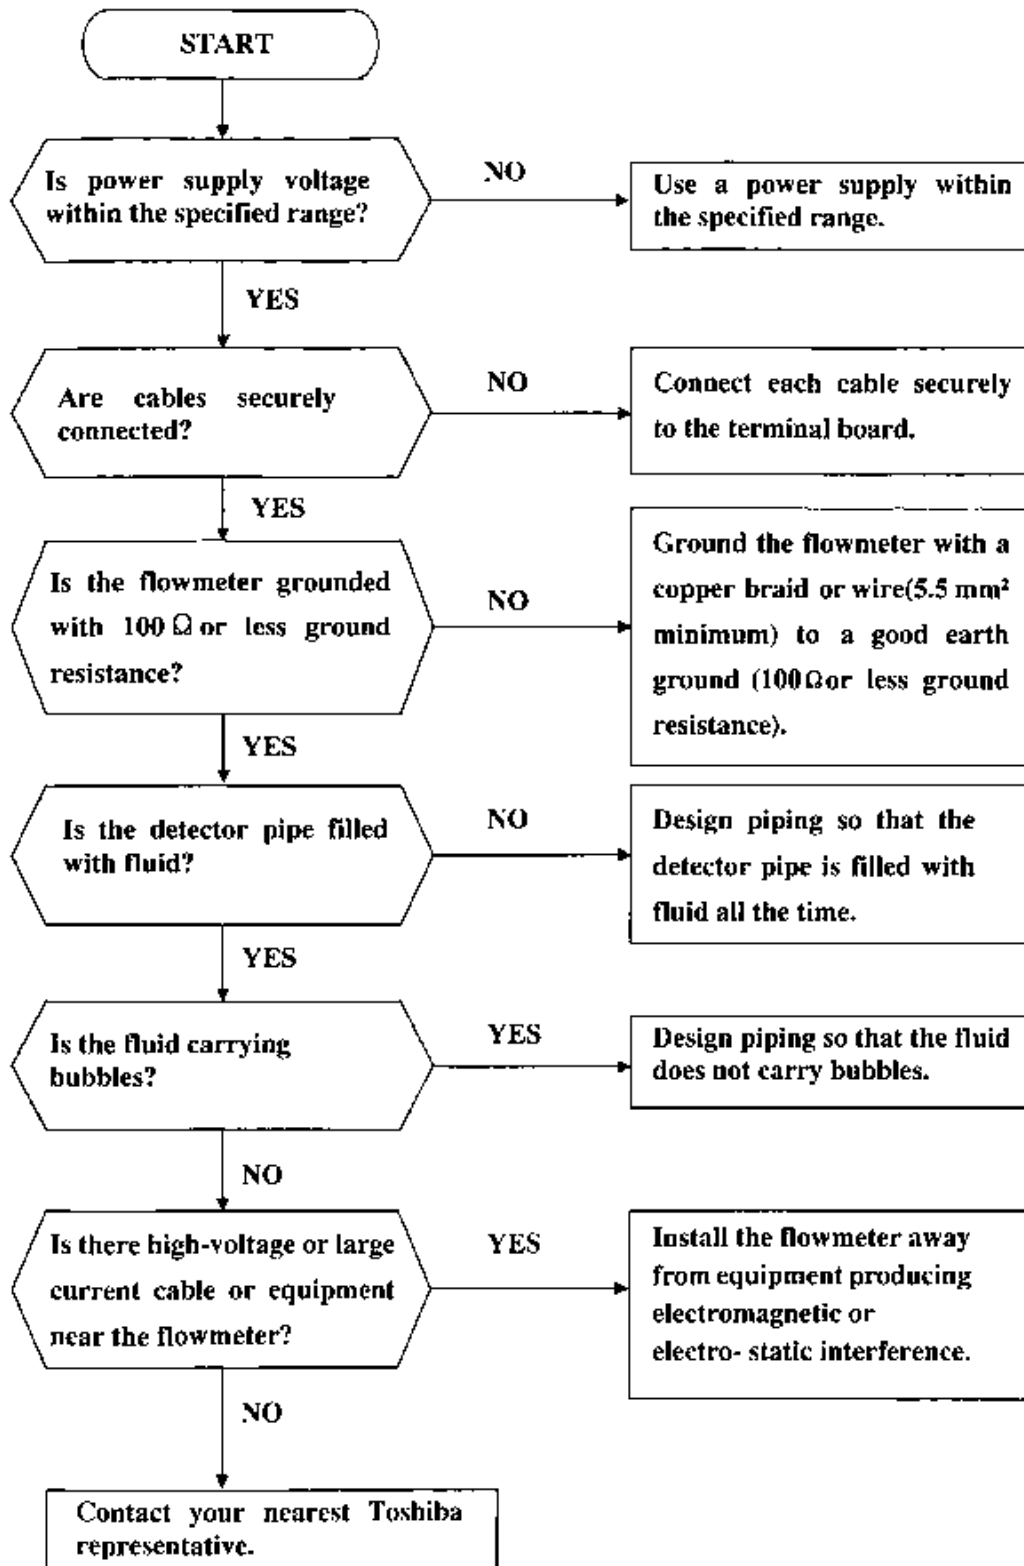 START
Is power supply voltage
within the specified range?
NO
Use a power supply within
the specified range.
YES
Are cables securely
connected?
NO
Connect each cable securely
to the terminal board.
YES
Is the flowmeter grounded
with 100 Ω or less ground
resistance?
NO
Ground the flowmeter with a
copper braid or wire(5.5 mm²
minimum) to a good earth
ground (100Ωor less ground
resistance).
YES
Is the detector pipe filled
with fluid?
NO
Design piping so that the
detector pipe is filled with
fluid all the time.
YES
Is the fluid carrying
bubbles?
YES
Design piping so that the fluid
does not carry bubbles.
NO
Is there high-voltage or large
current cable or equipment
near the flowmeter?
YES
Install the flowmeter away
from equipment producing
electromagnetic or
electro- static interference.
NO
Contact your nearest Toshiba
representative.